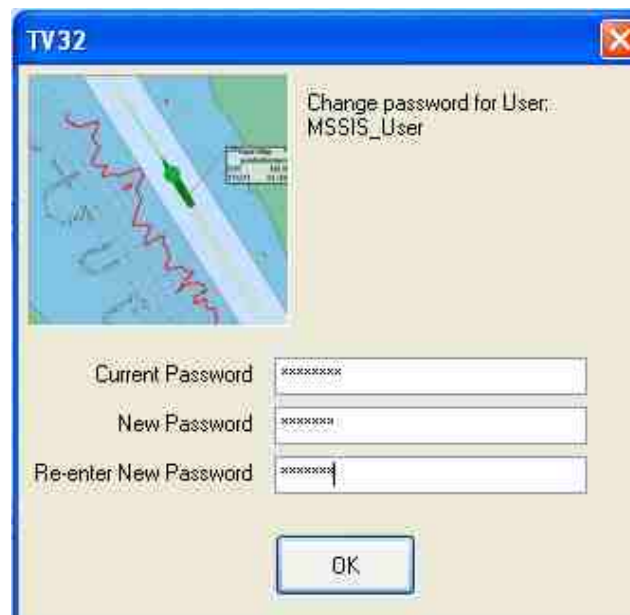 TV32
Change password for User:
MSSIS_User
Current Password ********
New Password *******
Re-enter New Password *******
OK